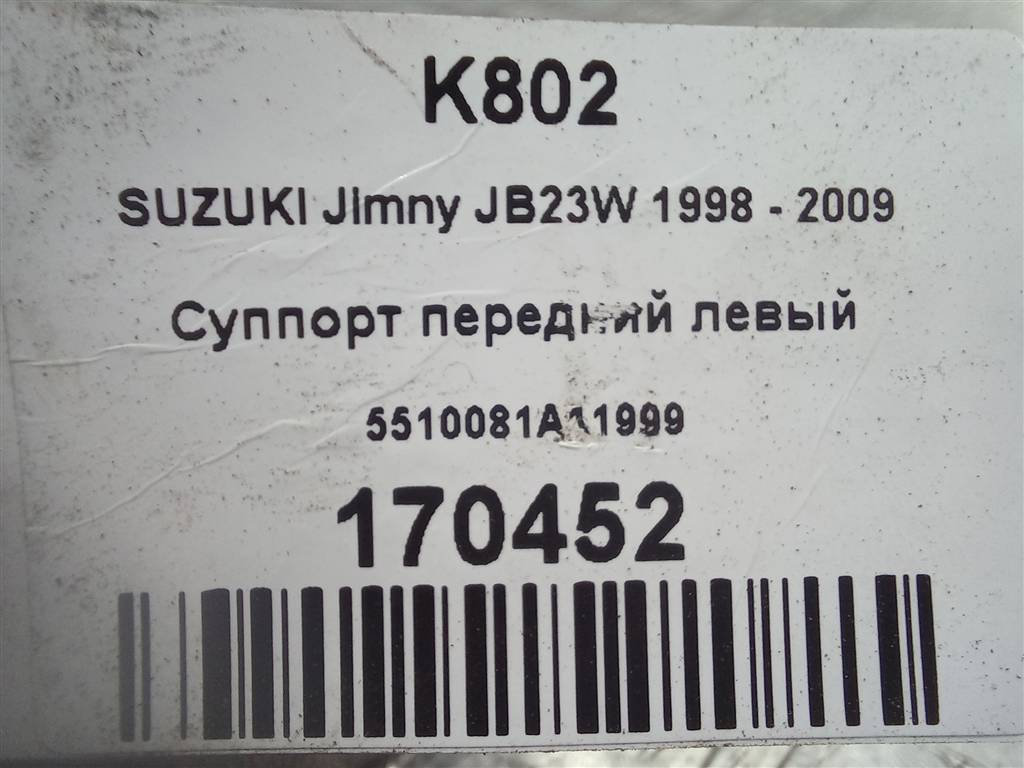 K802
SUZUKI Jimny JB23W 1998 - 2009
Суппорт передний левый
5510081A11999
170452